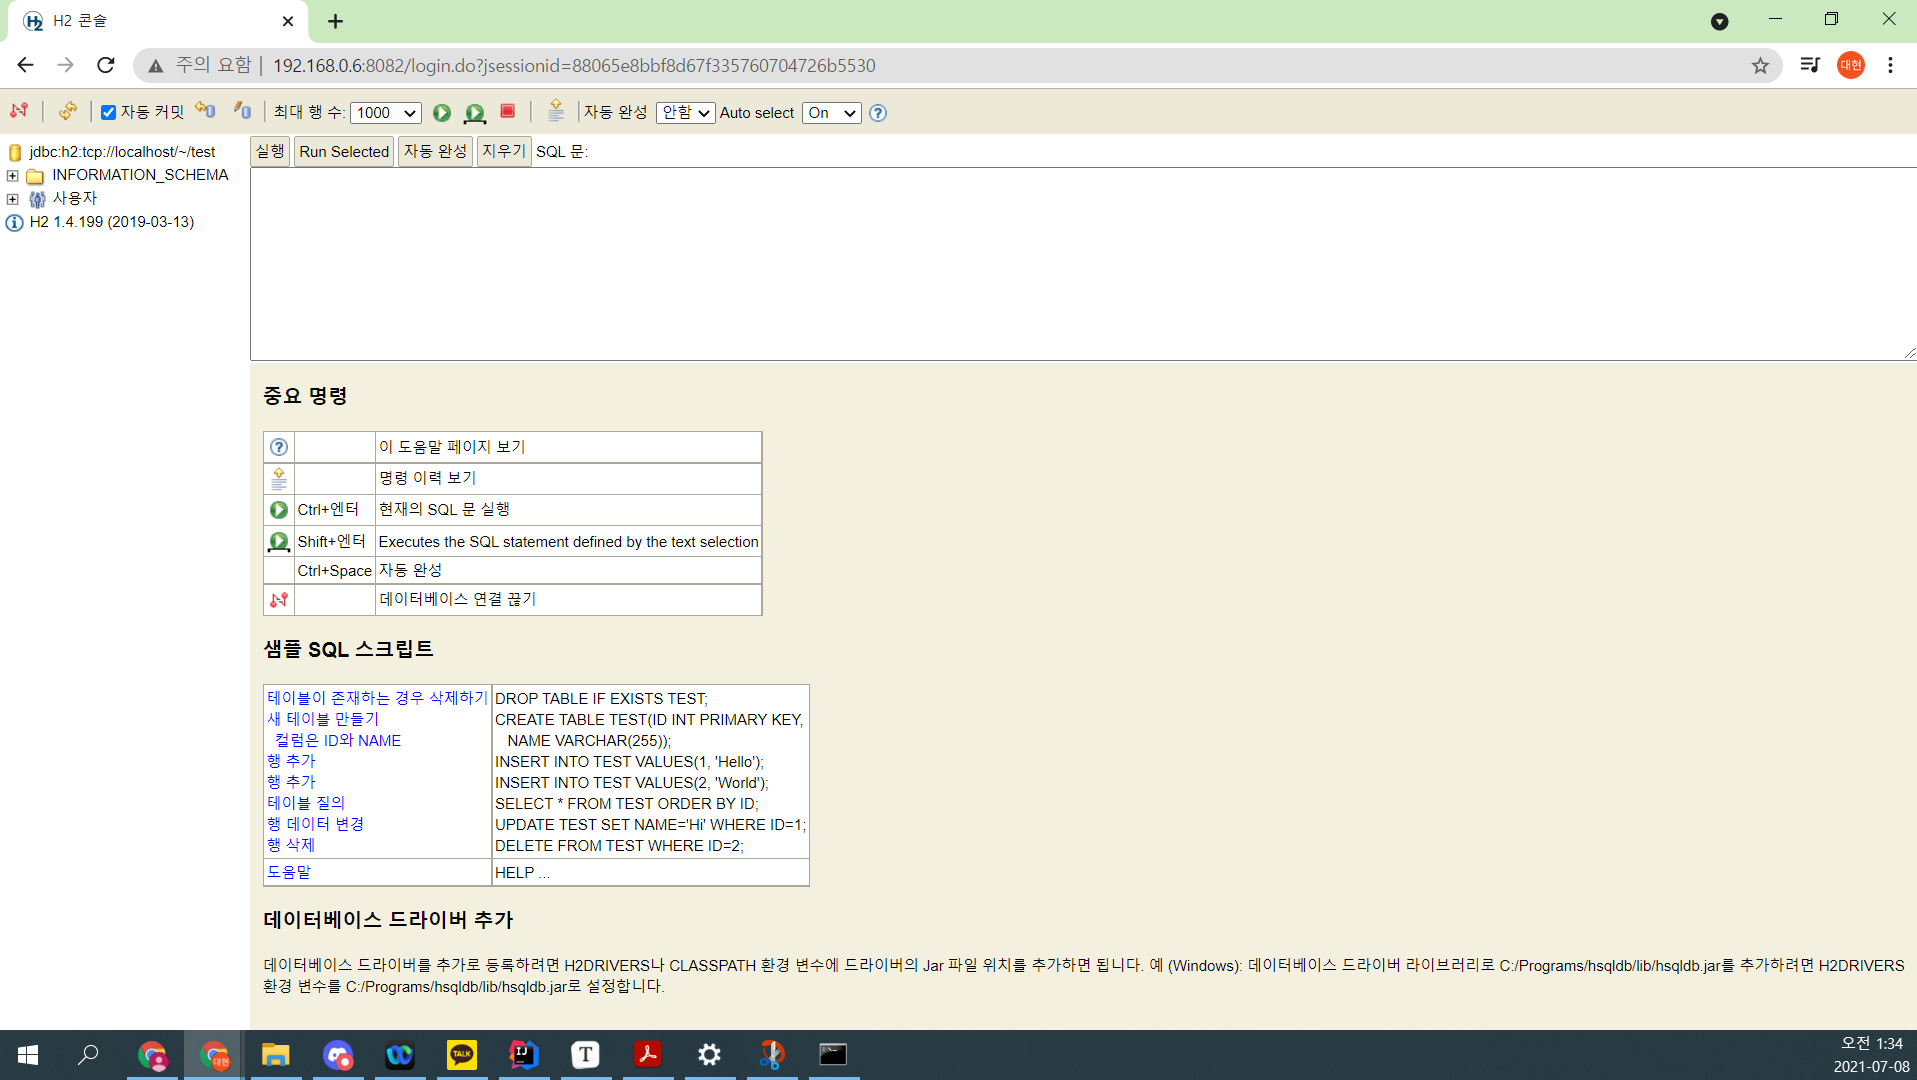 H2 콘솔
주의 요함 | 192.168.0.6:8082/login.do?jsessionid=88065e8bbf8d67f335760704726b5530
대현
자동 커밋 최대 행 수: 1000 자동 완성 안함 Auto select On
jdbc:h2:tcp://localhost/~/test
INFORMATION_SCHEMA
사용자
H2 1.4.199 (2019-03-13)
실행 Run Selected 자동 완성 지우기 SQL 문:
중요 명령
이 도움말 페이지 보기
명령 이력 보기
Ctrl+엔터 현재의 SQL 문 실행
Shift+엔터 Executes the SQL statement defined by the text selection
Ctrl+Space 자동 완성
데이터베이스 연결 끊기
샘플 SQL 스크립트
테이블이 존재하는 경우 삭제하기 DROP TABLE IF EXISTS TEST;
새 테이블 만들기 CREATE TABLE TEST(ID INT PRIMARY KEY,
컬럼은 ID와 NAME NAME VARCHAR(255));
행 추가 INSERT INTO TEST VALUES(1, 'Hello');
행 추가 INSERT INTO TEST VALUES(2, 'World');
테이블 질의 SELECT * FROM TEST ORDER BY ID;
행 데이터 변경 UPDATE TEST SET NAME='Hi' WHERE ID=1;
행 삭제 DELETE FROM TEST WHERE ID=2;
도움말 HELP ...
데이터베이스 드라이버 추가
데이터베이스 드라이버를 추가로 등록하려면 H2DRIVERS나 CLASSPATH 환경 변수에 드라이버의 Jar 파일 위치를 추가하면 됩니다. 예 (Windows): 데이터베이스 드라이버 라이브러리로 C:/Programs/hsqldb/lib/hsqldb.jar를 추가하려면 H2DRIVERS
환경 변수를 C:/Programs/hsqldb/lib/hsqldb.jar로 설정합니다.
TALK
IJ
T
오전 1:34
2021-07-08